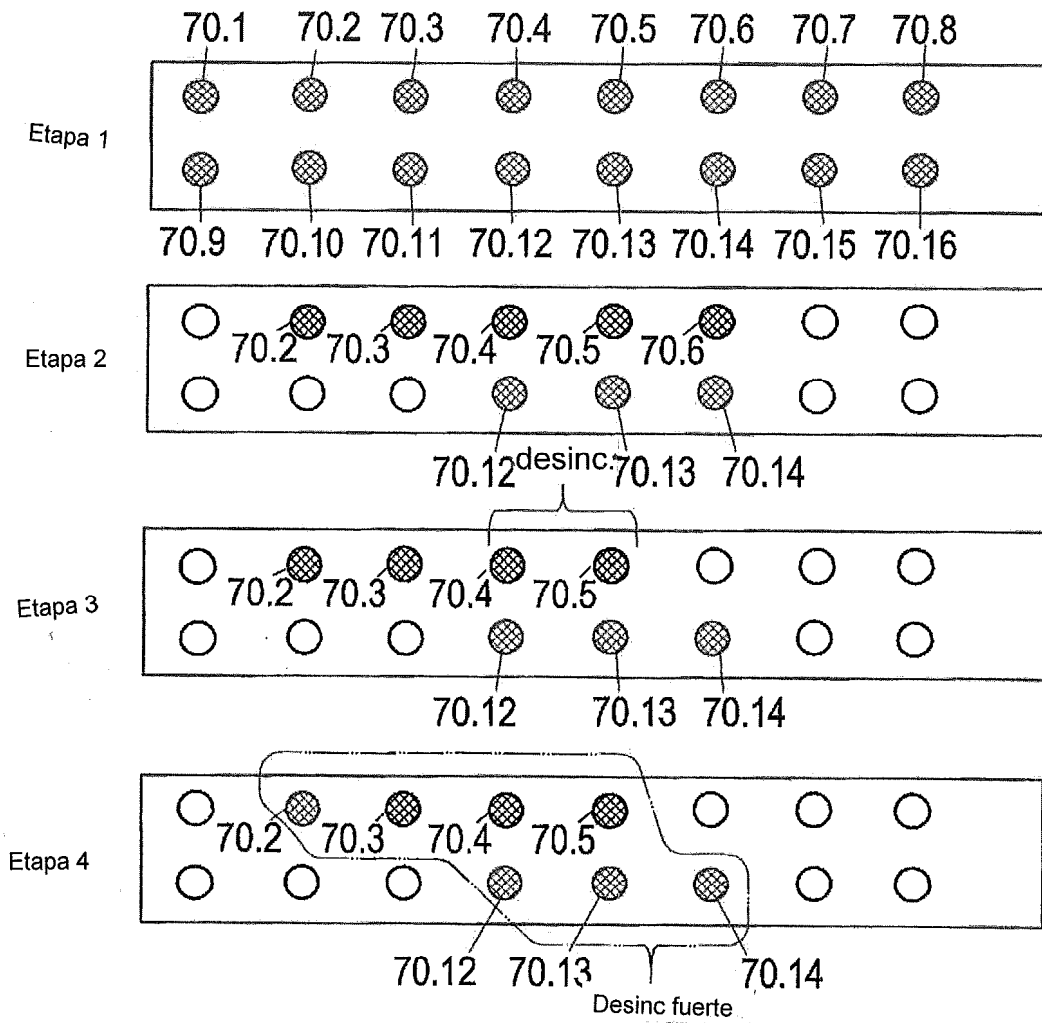 70.1 70.2 70.3 70.4 70.5 70.6 70.7 70.8
Etapa 1
70.9 70.10 70.11 70.12 70.13 70.14 70.15 70.16
Etapa 2
70.2 70.3 70.4 70.5 70.6
70.12 70.13 70.14
desinc.
Etapa 3
70.2 70.3 70.4 70.5
70.12 70.13 70.14
Etapa 4
70.2 70.3 70.4 70.5
70.12 70.13 70.14
Desinc fuerte